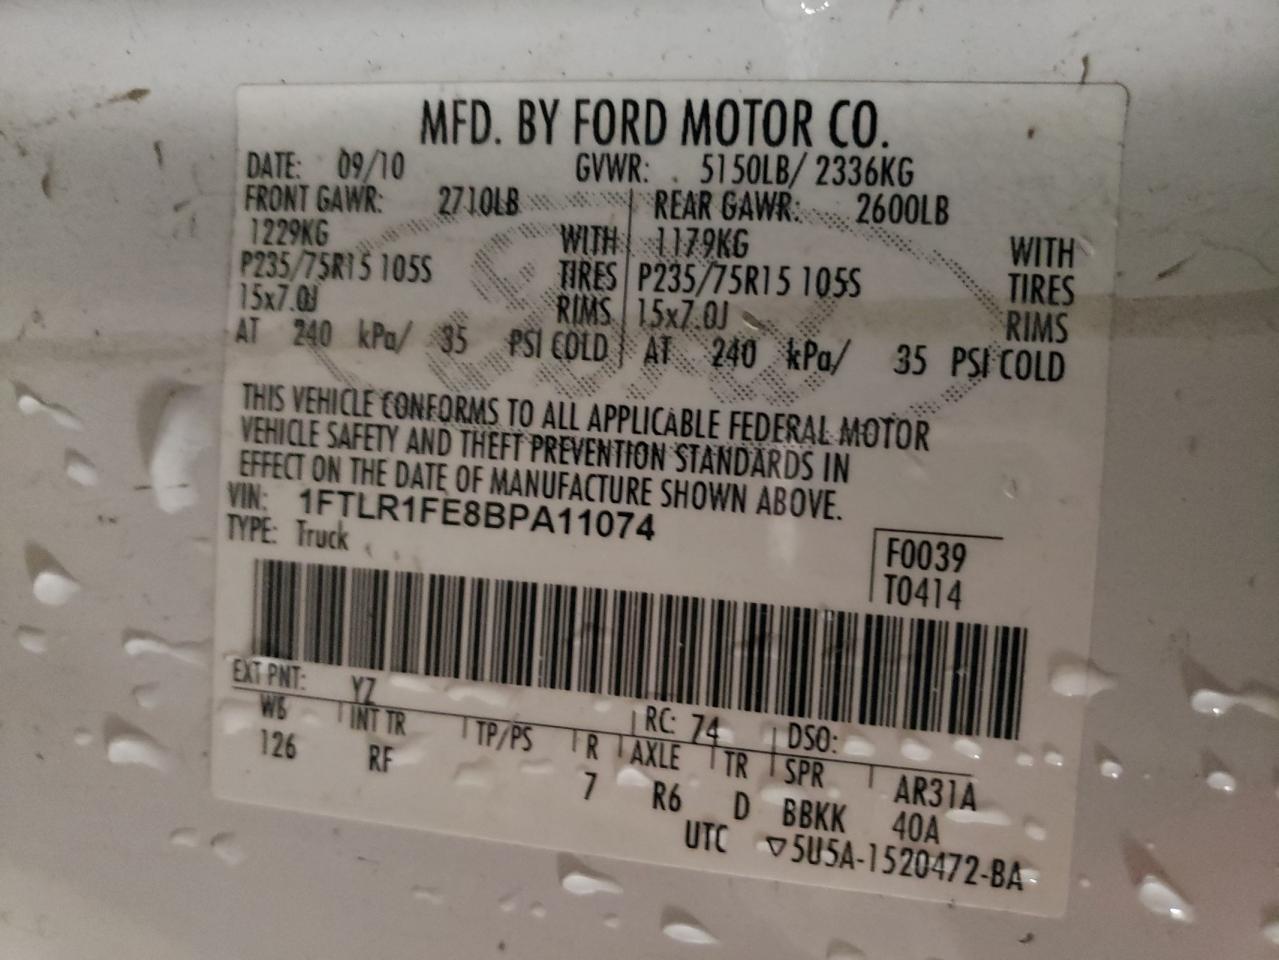 MFD. BY FORD MOTOR CO.
DATE: 09/10 GVWR: 5150LB/ 2336KG
FRONT GAWR: 2710LB REAR GAWR: 2600LB
1229KG WITH 1179KG WITH
P235/75R15 105S TIRES P235/75R15 105S TIRES
15x7.0J RIMS 15x7.0J RIMS
AT 240 kPa/ 35 PSI COLD AT 240 kPa/ 35 PSI COLD
THIS VEHICLE CONFORMS TO ALL APPLICABLE FEDERAL MOTOR
VEHICLE SAFETY AND THEFT PREVENTION STANDARDS IN
EFFECT ON THE DATE OF MANUFACTURE SHOWN ABOVE.
VIN: 1FTLR1FE8BPA11074
TYPE: Truck
F0039
T0414
EXT PNT: YZ RC: 74 DSO:
WB INT TR TP/PS R AXLE TR SPR AR31A
126 RF 7 R6 D BBKK 40A
UTC ▽5U5A-1520472-BA